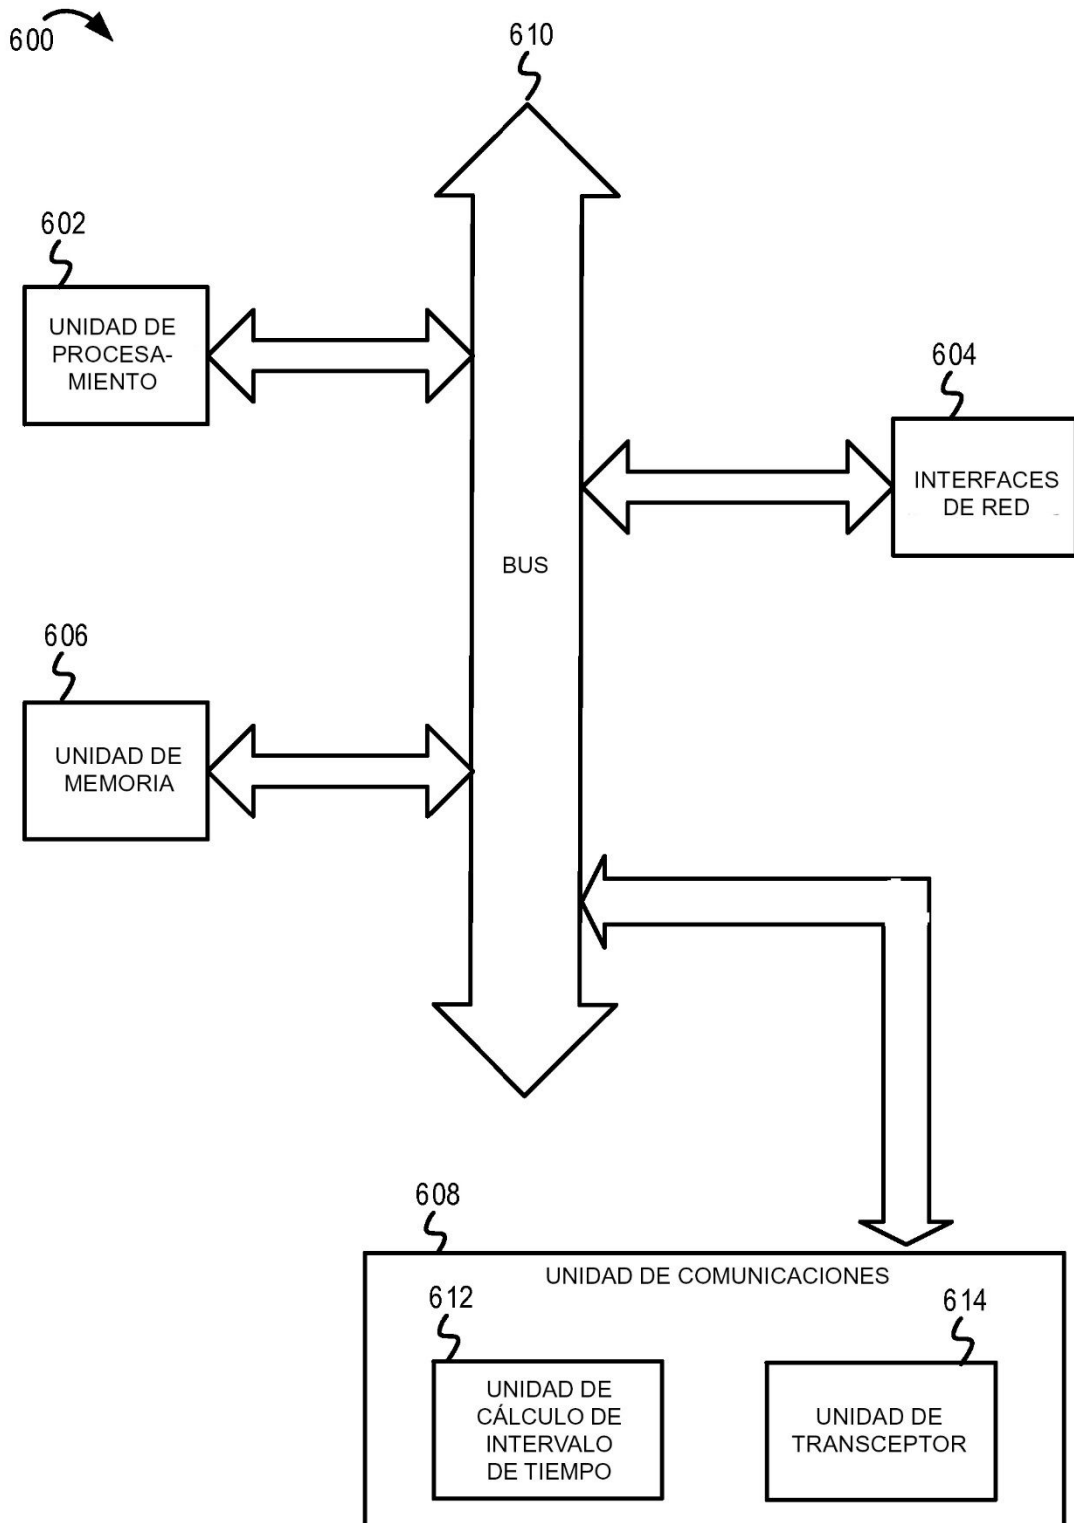 600
610
602
UNIDAD DE
PROCESA-
MIENTO
604
INTERFACES
DE RED
BUS
606
UNIDAD DE
MEMORIA
608
UNIDAD DE COMUNICACIONES
612
UNIDAD DE
CÁLCULO DE
INTERVALO
DE TIEMPO
614
UNIDAD DE
TRANSCEPTOR